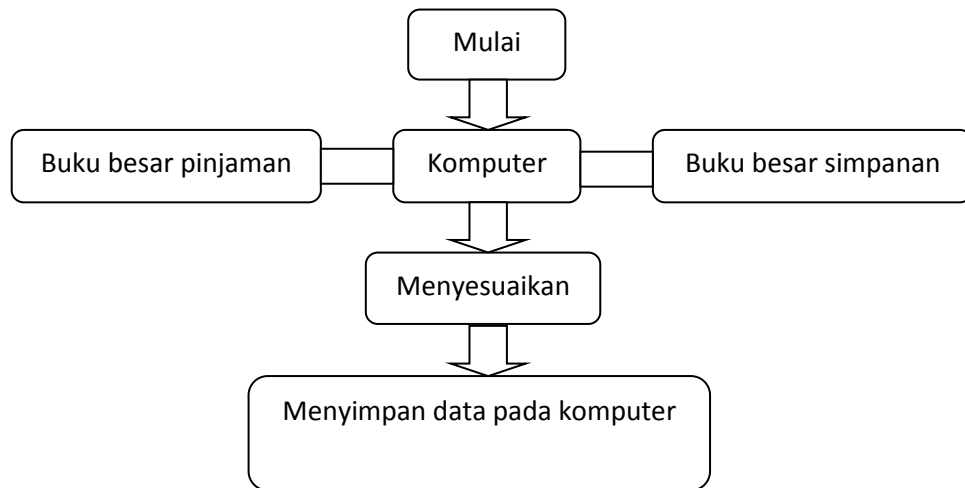 Mulai
Buku besar pinjaman
Komputer
Buku besar simpanan
Menyesuaikan
Menyimpan data pada komputer